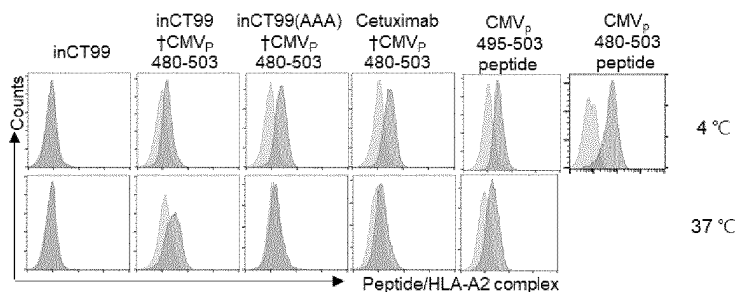 inCT99
inCT99
†CMVP
480-503
inCT99(AAA)
†CMVP
480-503
Cetuximab
†CMVP
480-503
CMVp
495-503
peptide
CMVp
480-503
peptide
Counts
4 °C
37 °C
Peptide/HLA-A2 complex